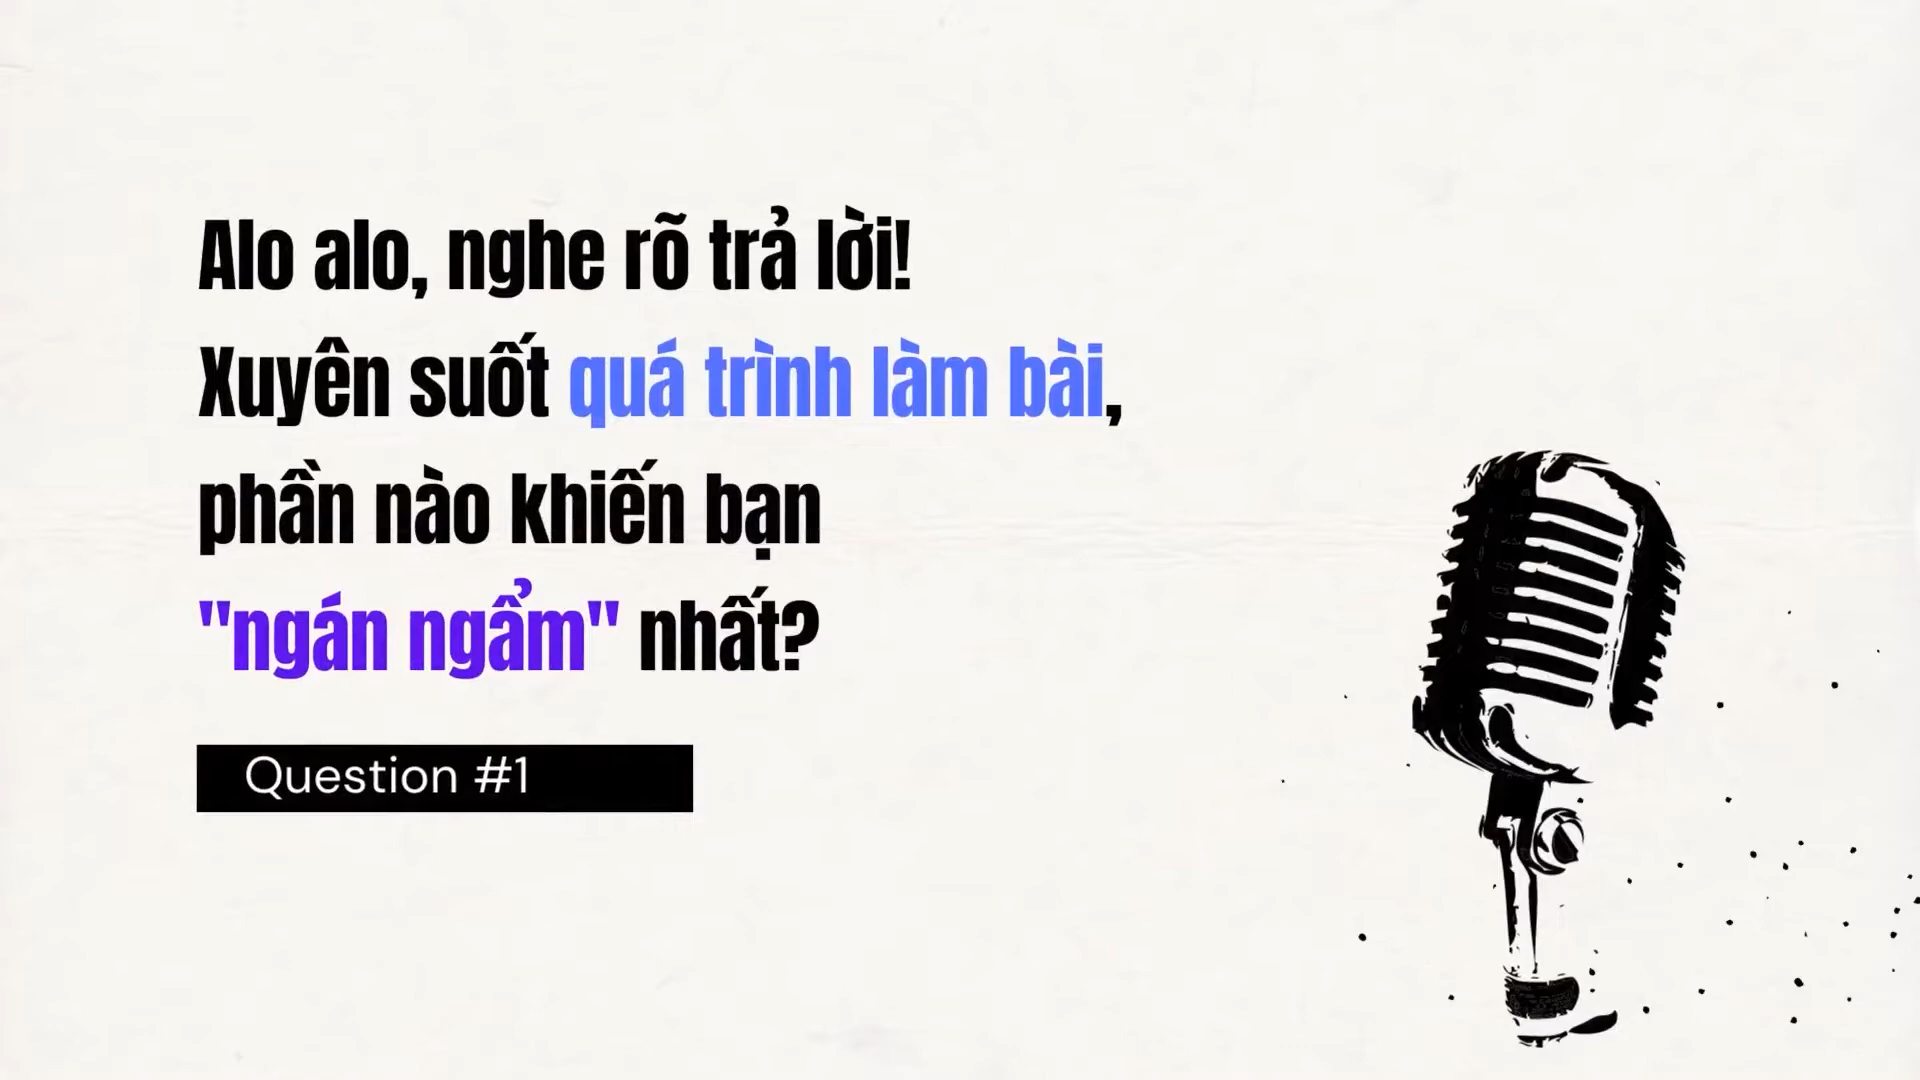 Alo alo, nghe rõ trả lời!
Xuyên suốt quá trình làm bài,
phần nào khiến bạn
"ngán ngẩm" nhất?
Question #1